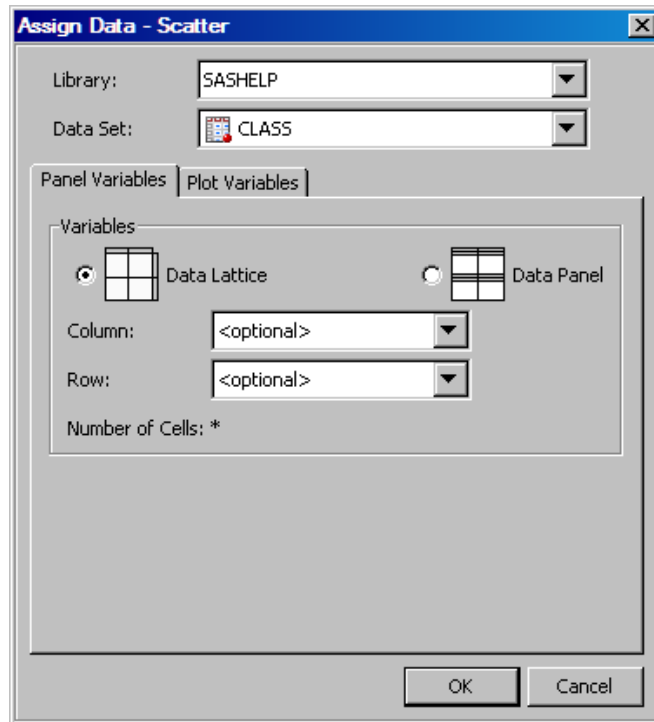 Assign Data - Scatter
Library: SASHELP
Data Set: CLASS
Panel Variables Plot Variables
Variables
Data Lattice Data Panel
Column: <optional>
Row: <optional>
Number of Cells: *
OK Cancel